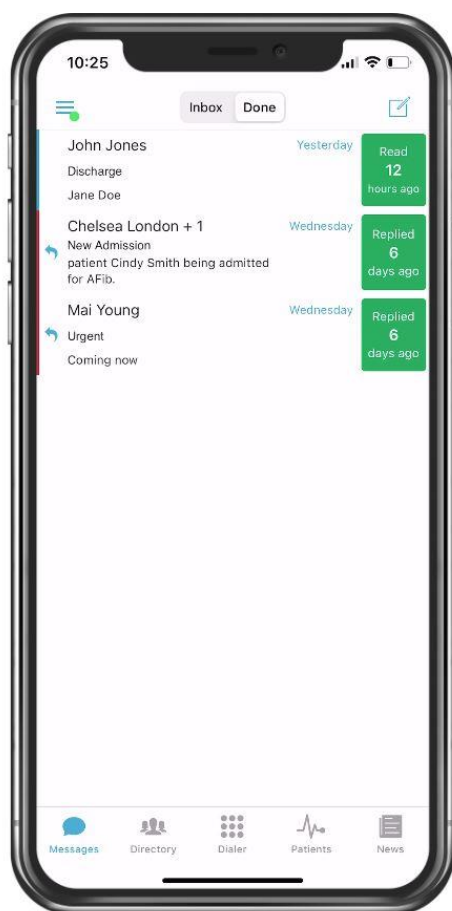 10:25
Inbox Done
John Jones Yesterday
Discharge
Jane Doe
Read
12
hours ago
Chelsea London + 1 Wednesday
New Admission
patient Cindy Smith being admitted
for AFib.
Replied
6
days ago
Mai Young Wednesday
Urgent
Coming now
Replied
6
days ago
Messages Directory Dialer Patients News